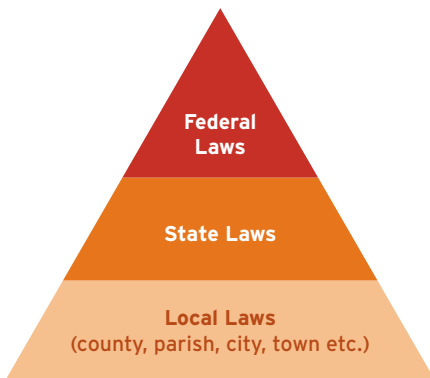 Federal
Laws
State Laws
Local Laws
(county, parish, city, town etc.)